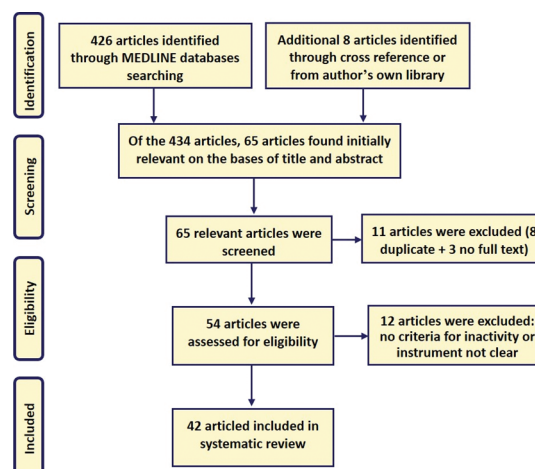 Identification
426 articles identified
through MEDLINE databases
searching
Additional 8 articles identified
through cross reference or
from author's own library
Of the 434 articles, 65 articles found initially
relevant on the bases of title and abstract
Screening
65 relevant articles were
screened
11 articles were excluded (8
duplicate + 3 no full text)
Eligibility
54 articles were
assessed for eligibility
12 articles were excluded:
no criteria for inactivity or
instrument not clear
Included
42 articled included in
systematic review